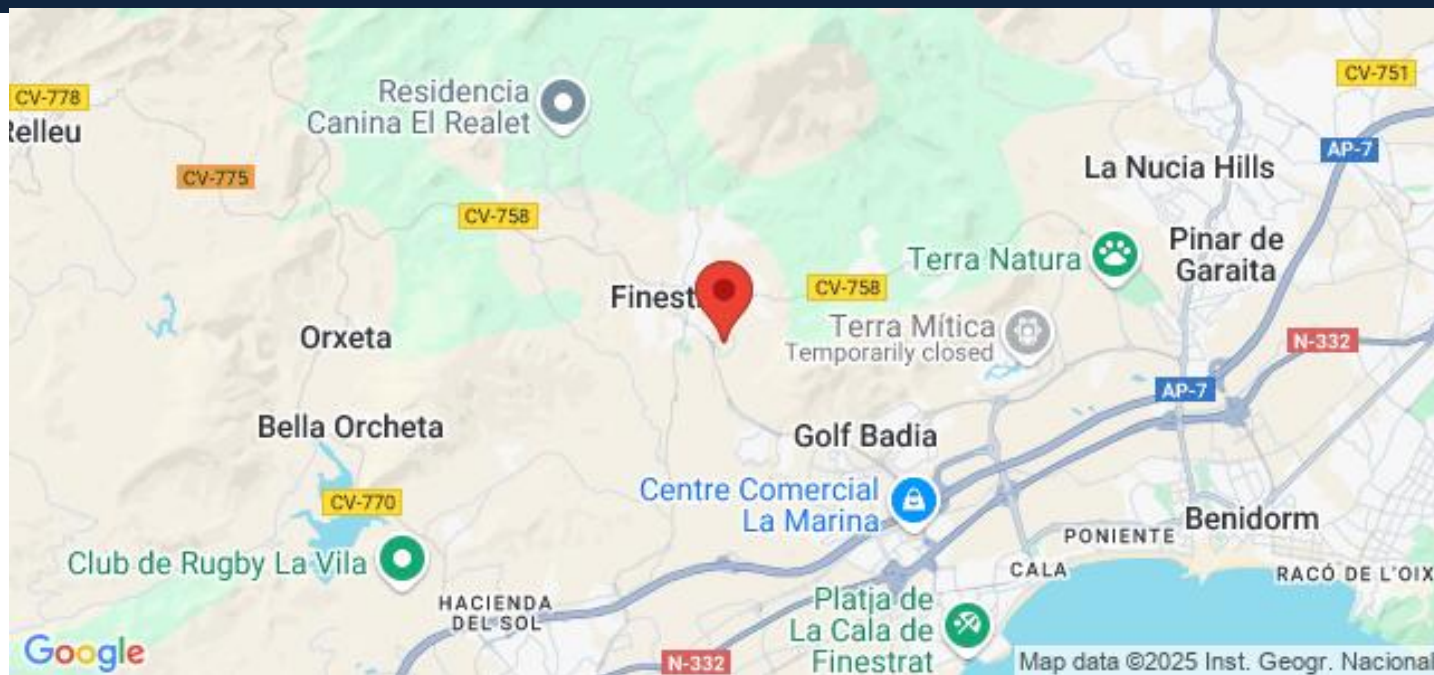 CV-778
Relleu
Residencia
Canina El Realet
CV-775
CV-758
CV-751
AP-7
La Nucia Hills
Pinar de
Garaita
Terra Natura
CV-758
Terra Mítica
Temporarily closed
N-332
AP-7
Orxeta
Bella Orcheta
CV-770
Club de Rugby La Vila
HACIENDA
DEL SOL
Golf Badia
Centre Comercial
La Marina
PONIENTE
Benidorm
CALA
RACÓ DE L'OIX
Platja de
La Cala de
Finestrat
N-332
Google
Map data ©2025 Inst. Geogr. Nacional